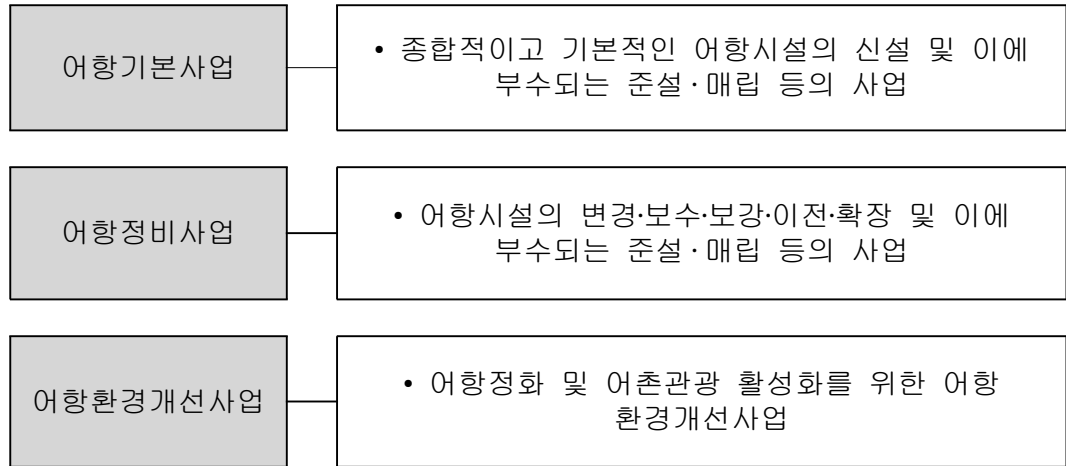 어항기본사업
• 종합적이고 기본적인 어항시설의 신설 및 이에
부수되는 준설·매립 등의 사업
어항정비사업
• 어항시설의 변경·보수·보강·이전·확장 및 이에
부수되는 준설·매립 등의 사업
어항환경개선사업
• 어항정화 및 어촌관광 활성화를 위한 어항
환경개선사업